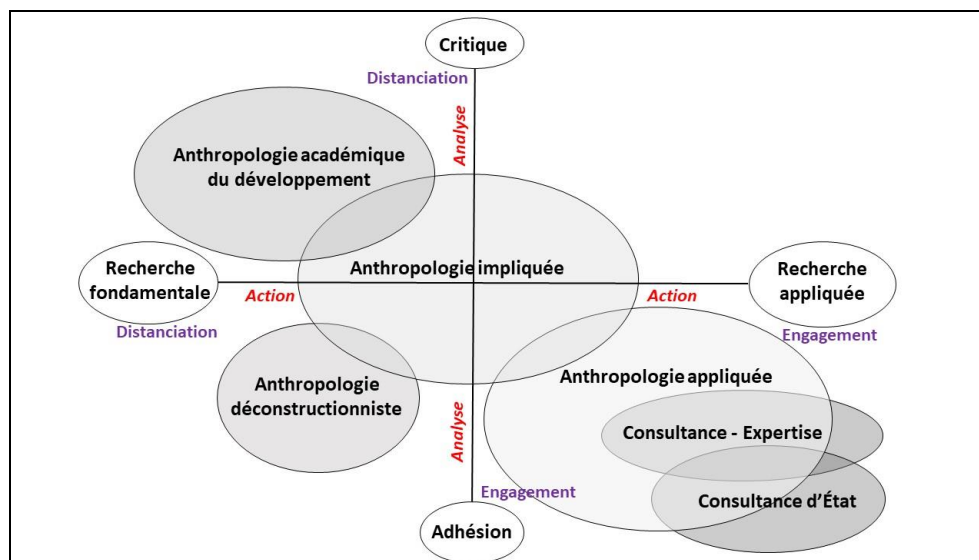 Critique
Distanciation
Analyse
Anthropologie académique
du développement
Anthropologie impliquée
Recherche
fondamentale
Action
Action
Recherche
appliquée
Distanciation
Engagement
Anthropologie
déconstructionniste
Analyse
Anthropologie appliquée
Consultance - Expertise
Engagement
Consultance d'État
Adhésion